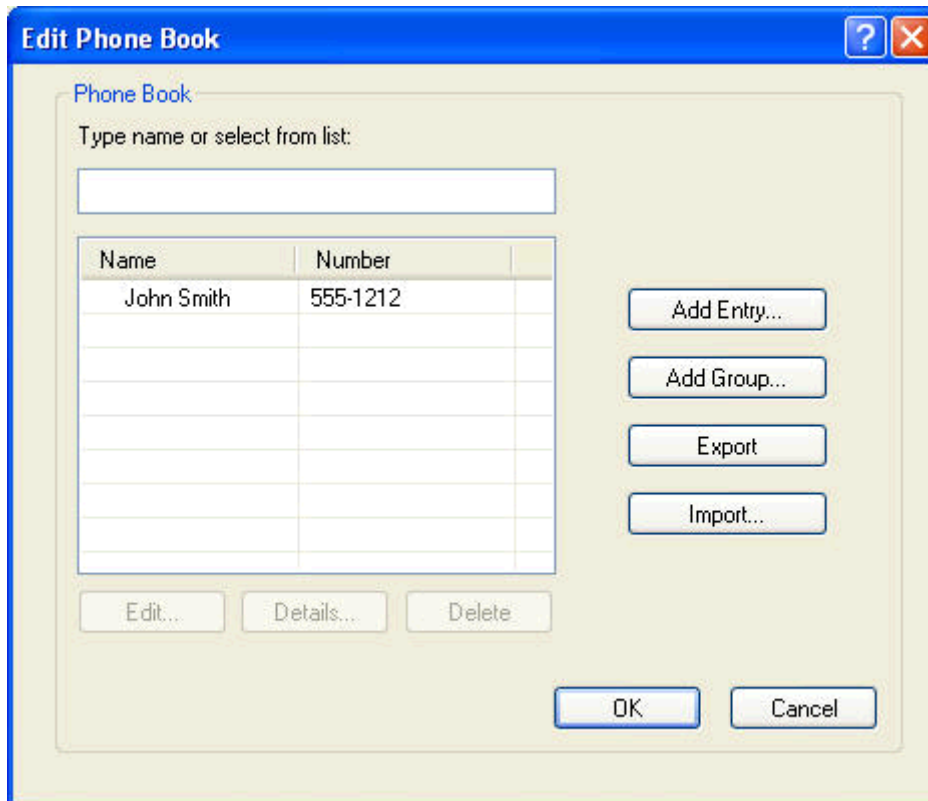 Edit Phone Book
Phone Book
Type name or select from list:
Name Number
John Smith 555-1212
Add Entry...
Add Group...
Export
Import...
Edit... Details... Delete
OK Cancel